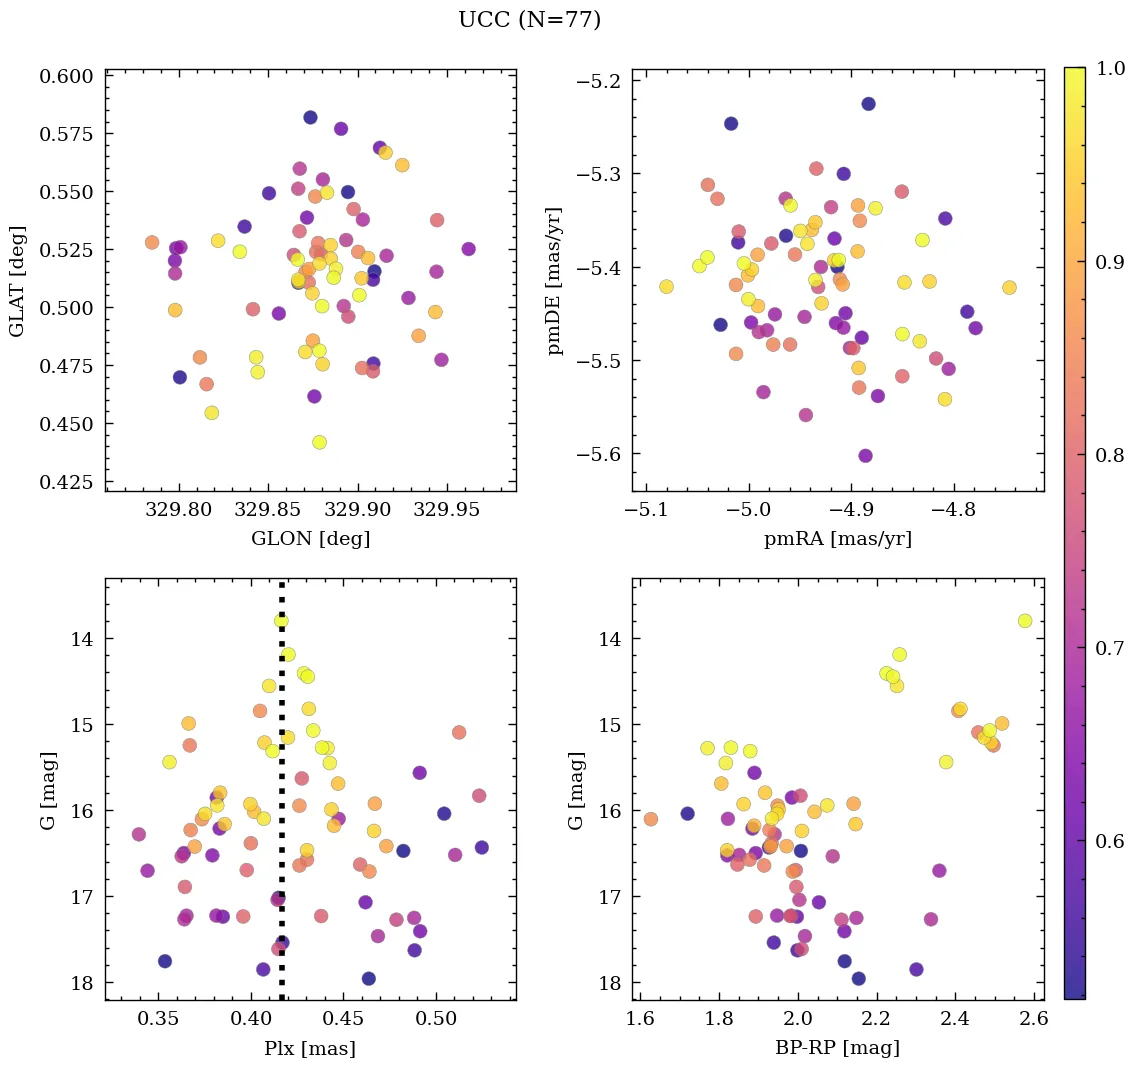 UCC (N=77)
0.600
0.575
0.550
0.525
0.500
0.475
0.450
0.425
GLAT [deg]
329.80 329.85 329.90 329.95
GLON [deg]
−5.2
−5.3
−5.4
−5.5
−5.6
pmDE [mas/yr]
−5.1 −5.0 −4.9 −4.8
pmRA [mas/yr]
14
15
16
17
18
G [mag]
0.35 0.40 0.45 0.50
Plx [mas]
14
15
16
17
18
G [mag]
1.6 1.8 2.0 2.2 2.4 2.6
BP-RP [mag]
1.0
0.9
0.8
0.7
0.6